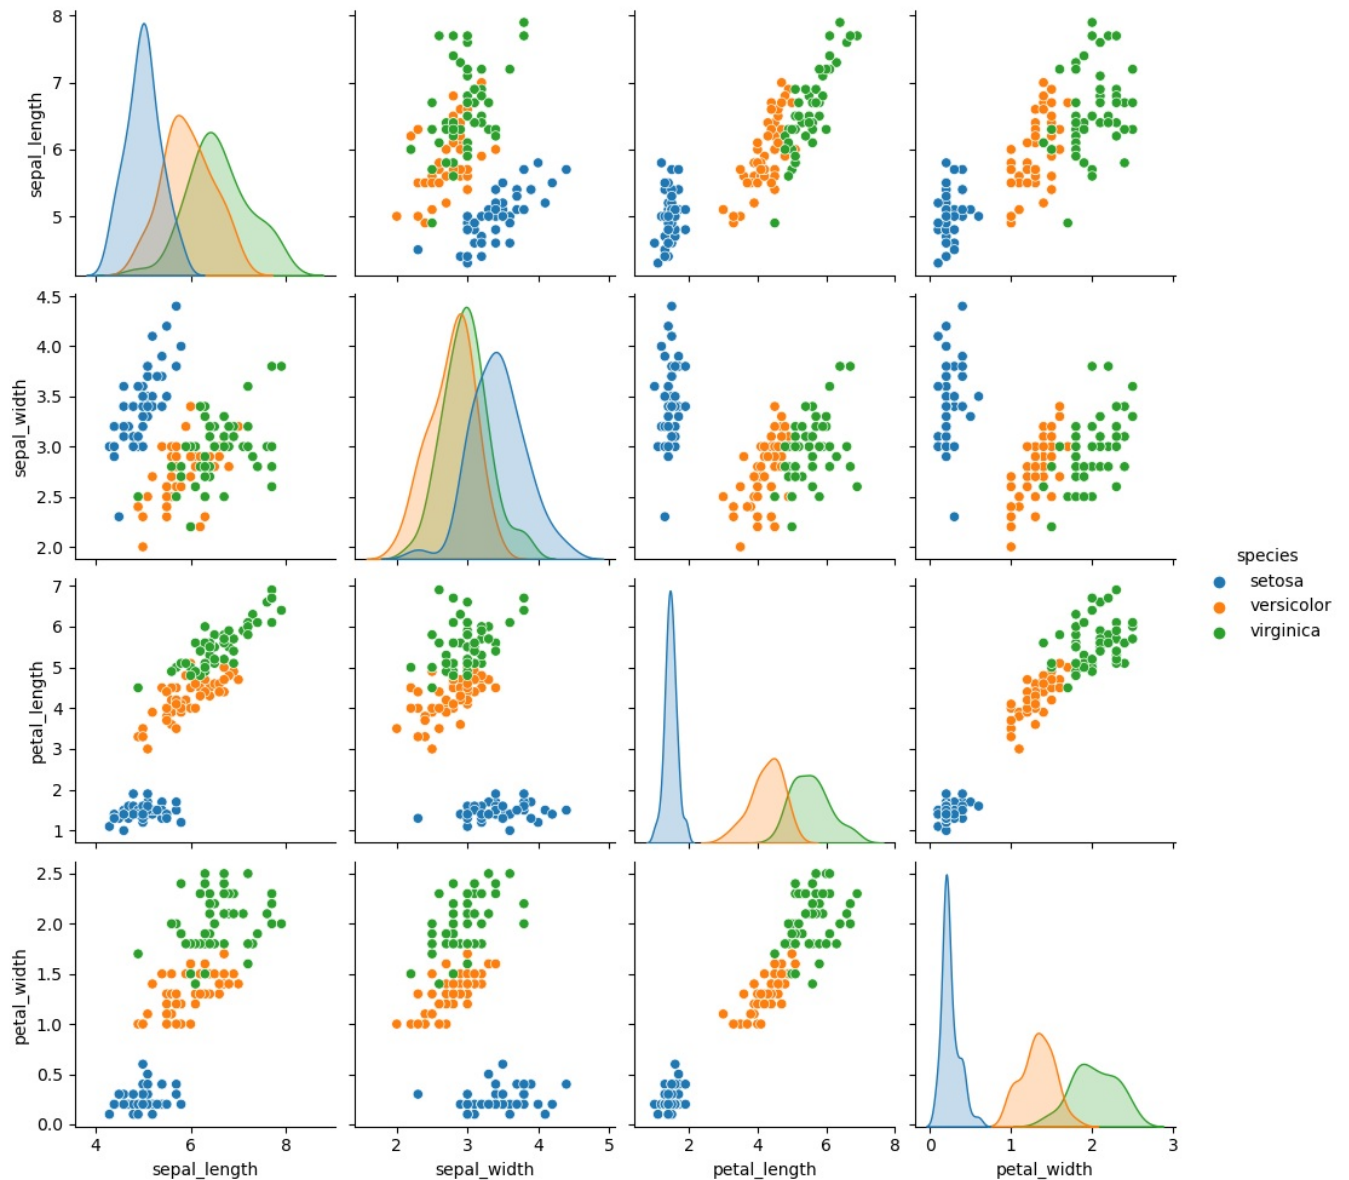 8
7
6
5
sepal_length
4.5
4.0
3.5
3.0
2.5
2.0
sepal_width
species
setosa
versicolor
virginica
7
6
5
4
3
2
1
petal_length
2.5
2.0
1.5
1.0
0.5
0.0
petal_width
4 6 8
sepal_length
2 3 4 5
sepal_width
2 4 6 8
petal_length
0 1 2 3
petal_width